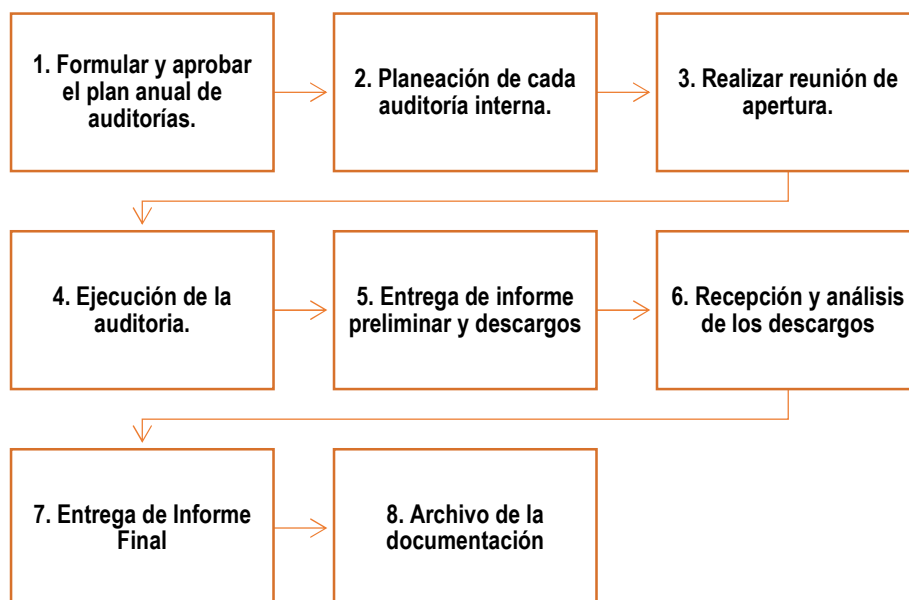 1. Formular y aprobar
el plan anual de
auditorías.
2. Planeación de cada
auditoría interna.
3. Realizar reunión de
apertura.
4. Ejecución de la
auditoria.
5. Entrega de informe
preliminar y descargos
6. Recepción y análisis
de los descargos
7. Entrega de Informe
Final
8. Archivo de la
documentación